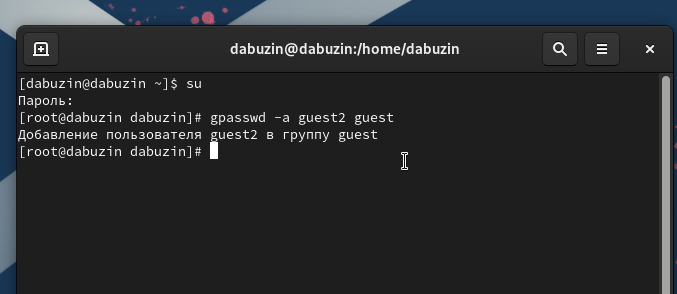 dabuzin@dabuzin:/home/dabuzin
[dabuzin@dabuzin ~]$ su
Пароль:
[root@dabuzin dabuzin]# gpasswd -a guest2 guest
Добавление пользователя guest2 в группу guest
[root@dabuzin dabuzin]#